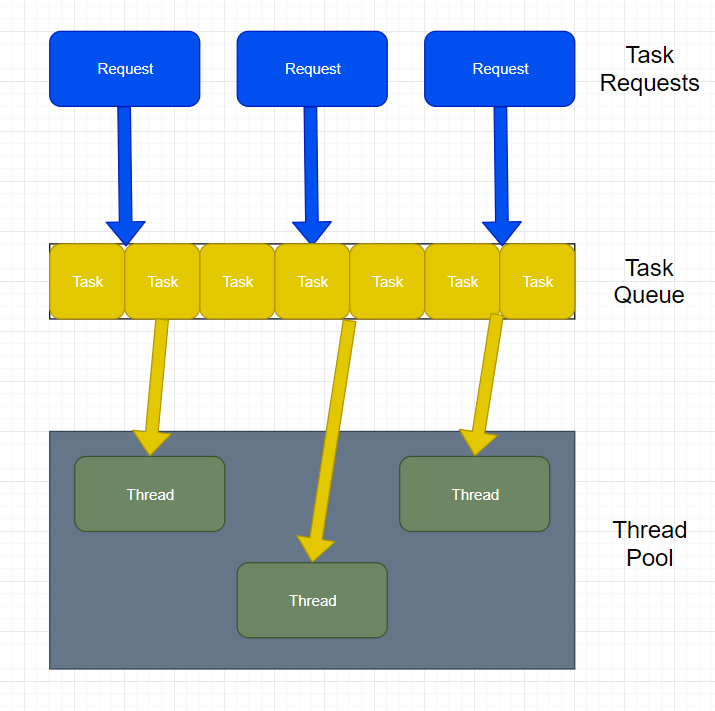 Request
Request
Request
Task
Requests
Task
Task
Task
Task
Task
Task
Task
Task
Queue
Thread
Thread
Thread
Thread
Pool